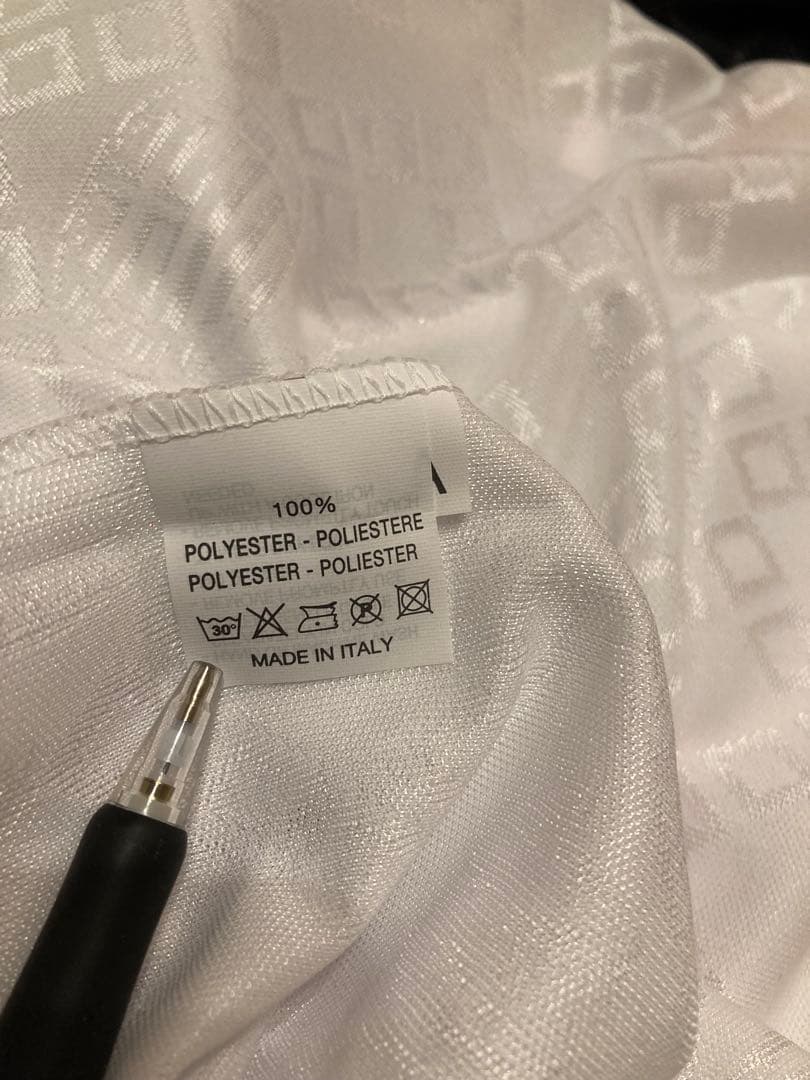 100%
POLYESTER - POLIESTERE
POLYESTER - POLIESTER
30°
MADE IN ITALY